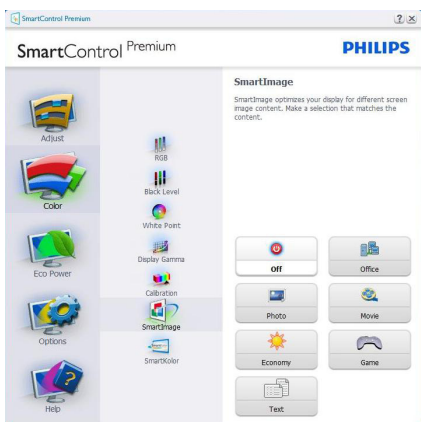 SmartControl Premium
SmartControl Premium
PHILIPS
Adjust
Color
Eco Power
Options
Help
RGB
Black Level
White Point
Display Gamma
Calibration
SmartImage
SmartKolor
SmartImage
SmartImage optimizes your display for different screen
image content. Make a selection that matches the
content.
Off
Office
Photo
Movie
Economy
Game
Text